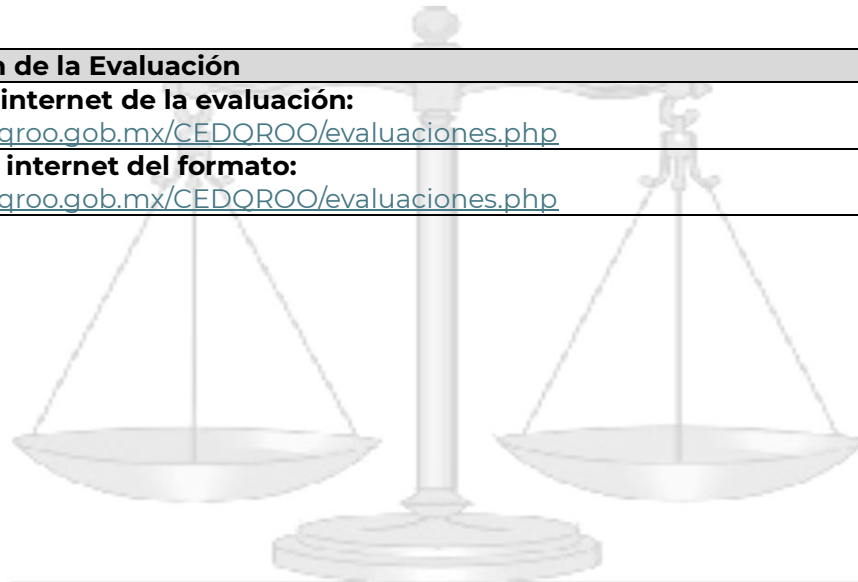 n de la Evaluación
internet de la evaluación:
qroo.gob.mx/CEDQROO/evaluaciones.php
internet del formato:
qroo.gob.mx/CEDQROO/evaluaciones.php